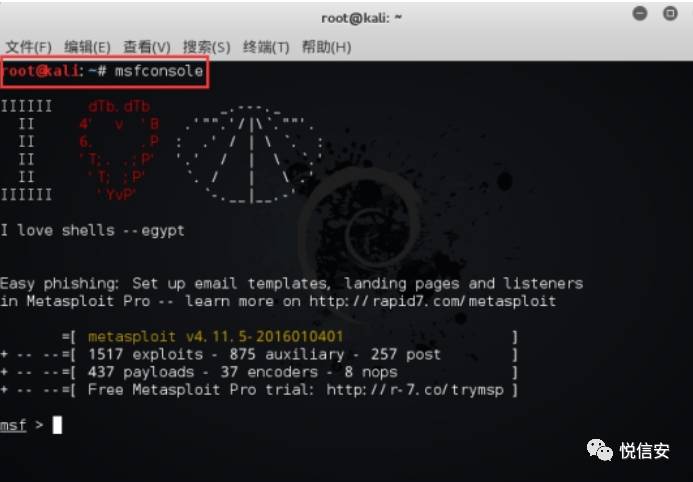 root@kali: ~
文件(F) 编辑(E) 查看(V) 搜索(S) 终端(T) 帮助(H)
root@kali:~# msfconsole
IIIIII    dTb.dTb        _.---._
  II     4'  v  'B   .'"".'/|\`.""'.
  II     6.     .P  :  .' / | \ `.  :
  II     'T;. .;P'  '.'  /  |  \  `.'
  II      'T; ;P'    `. /   |   \ .'
IIIIII     'YvP'       `-.__|__.-'
I love shells --egypt
Easy phishing: Set up email templates, landing pages and listeners
in Metasploit Pro -- learn more on http://rapid7.com/metasploit
=[ metasploit v4.11.5-2016010401 ]
+ -- --=[ 1517 exploits - 875 auxiliary - 257 post ]
+ -- --=[ 437 payloads - 37 encoders - 8 nops ]
+ -- --=[ Free Metasploit Pro trial: http://r-7.co/trymsp ]
msf >
悦信安